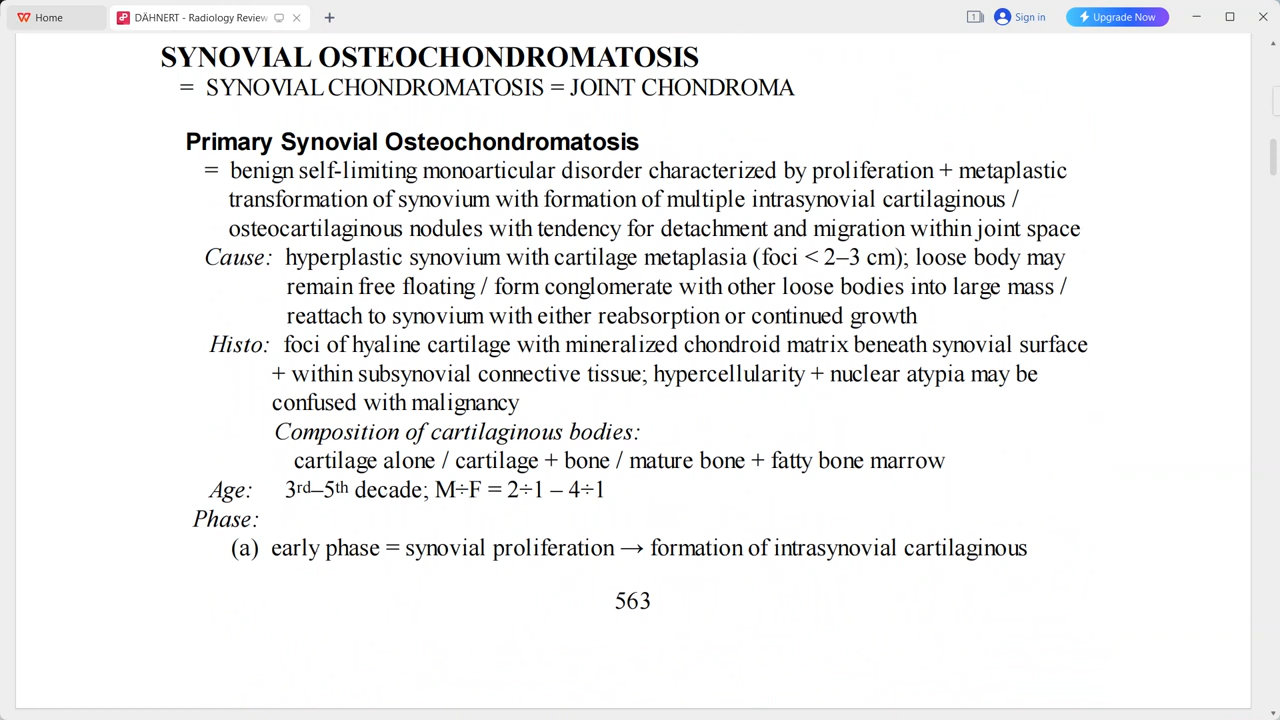 Home
DÄHNERT - Radiology Review
1
Sign in
Upgrade Now
SYNOVIAL OSTEOCHONDROMATOSIS
= SYNOVIAL CHONDROMATOSIS = JOINT CHONDROMA
Primary Synovial Osteochondromatosis
= benign self-limiting monoarticular disorder characterized by proliferation + metaplastic
transformation of synovium with formation of multiple intrasynovial cartilaginous /
osteocartilaginous nodules with tendency for detachment and migration within joint space
Cause: hyperplastic synovium with cartilage metaplasia (foci < 2–3 cm); loose body may
remain free floating / form conglomerate with other loose bodies into large mass /
reattach to synovium with either reabsorption or continued growth
Histo: foci of hyaline cartilage with mineralized chondroid matrix beneath synovial surface
+ within subsynovial connective tissue; hypercellularity + nuclear atypia may be
confused with malignancy
Composition of cartilaginous bodies:
cartilage alone / cartilage + bone / mature bone + fatty bone marrow
Age: 3rd–5th decade; M÷F = 2÷1 – 4÷1
Phase:
(a) early phase = synovial proliferation → formation of intrasynovial cartilaginous
563